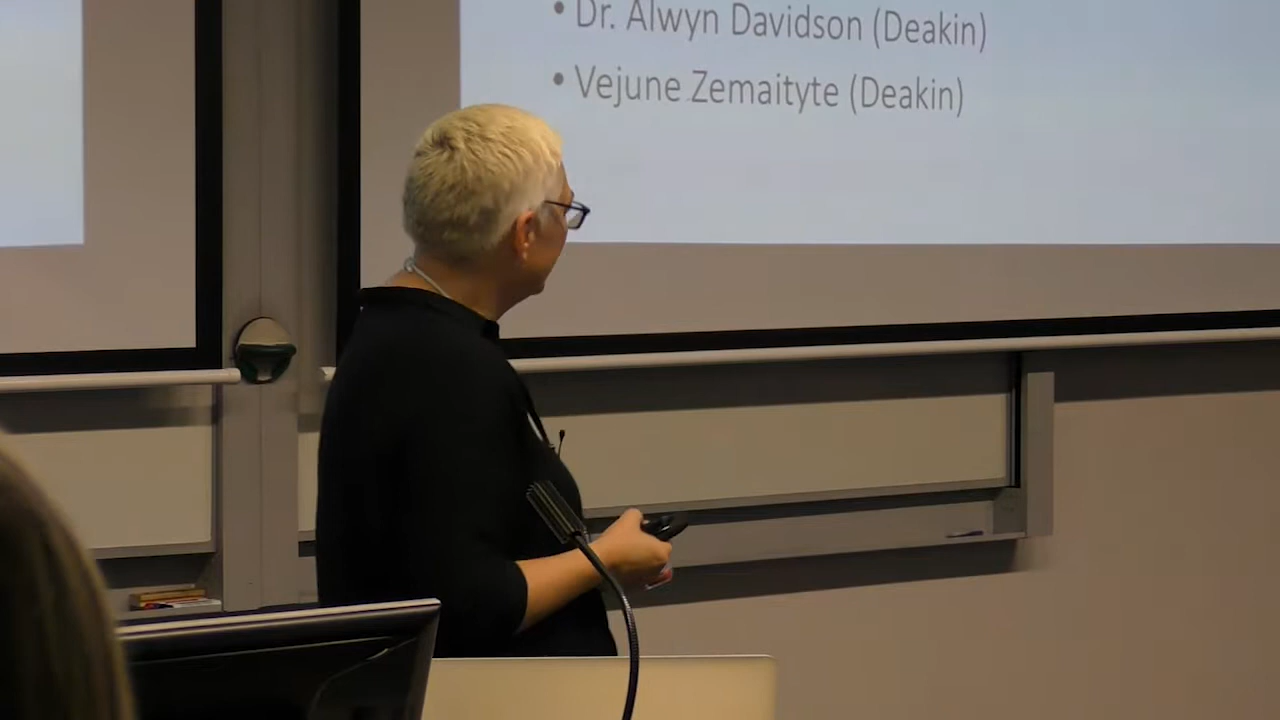 • Dr. Alwyn Davidson (Deakin)
• Vejune Zemaityte (Deakin)